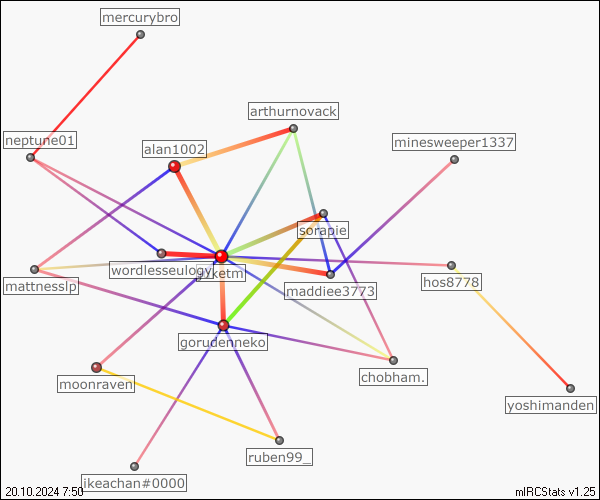 mercurybro
arthurnovack
neptune01
minesweeper1337
alan1002
sorapie
wordlesseulogy
mattnesslp
hos8778
maddiee3773
gorudenneko
chobham.
moonraven
yoshimanden
ruben99_
ikeachan#0000
20.10.2024 7:50
mIRCStats v1.25